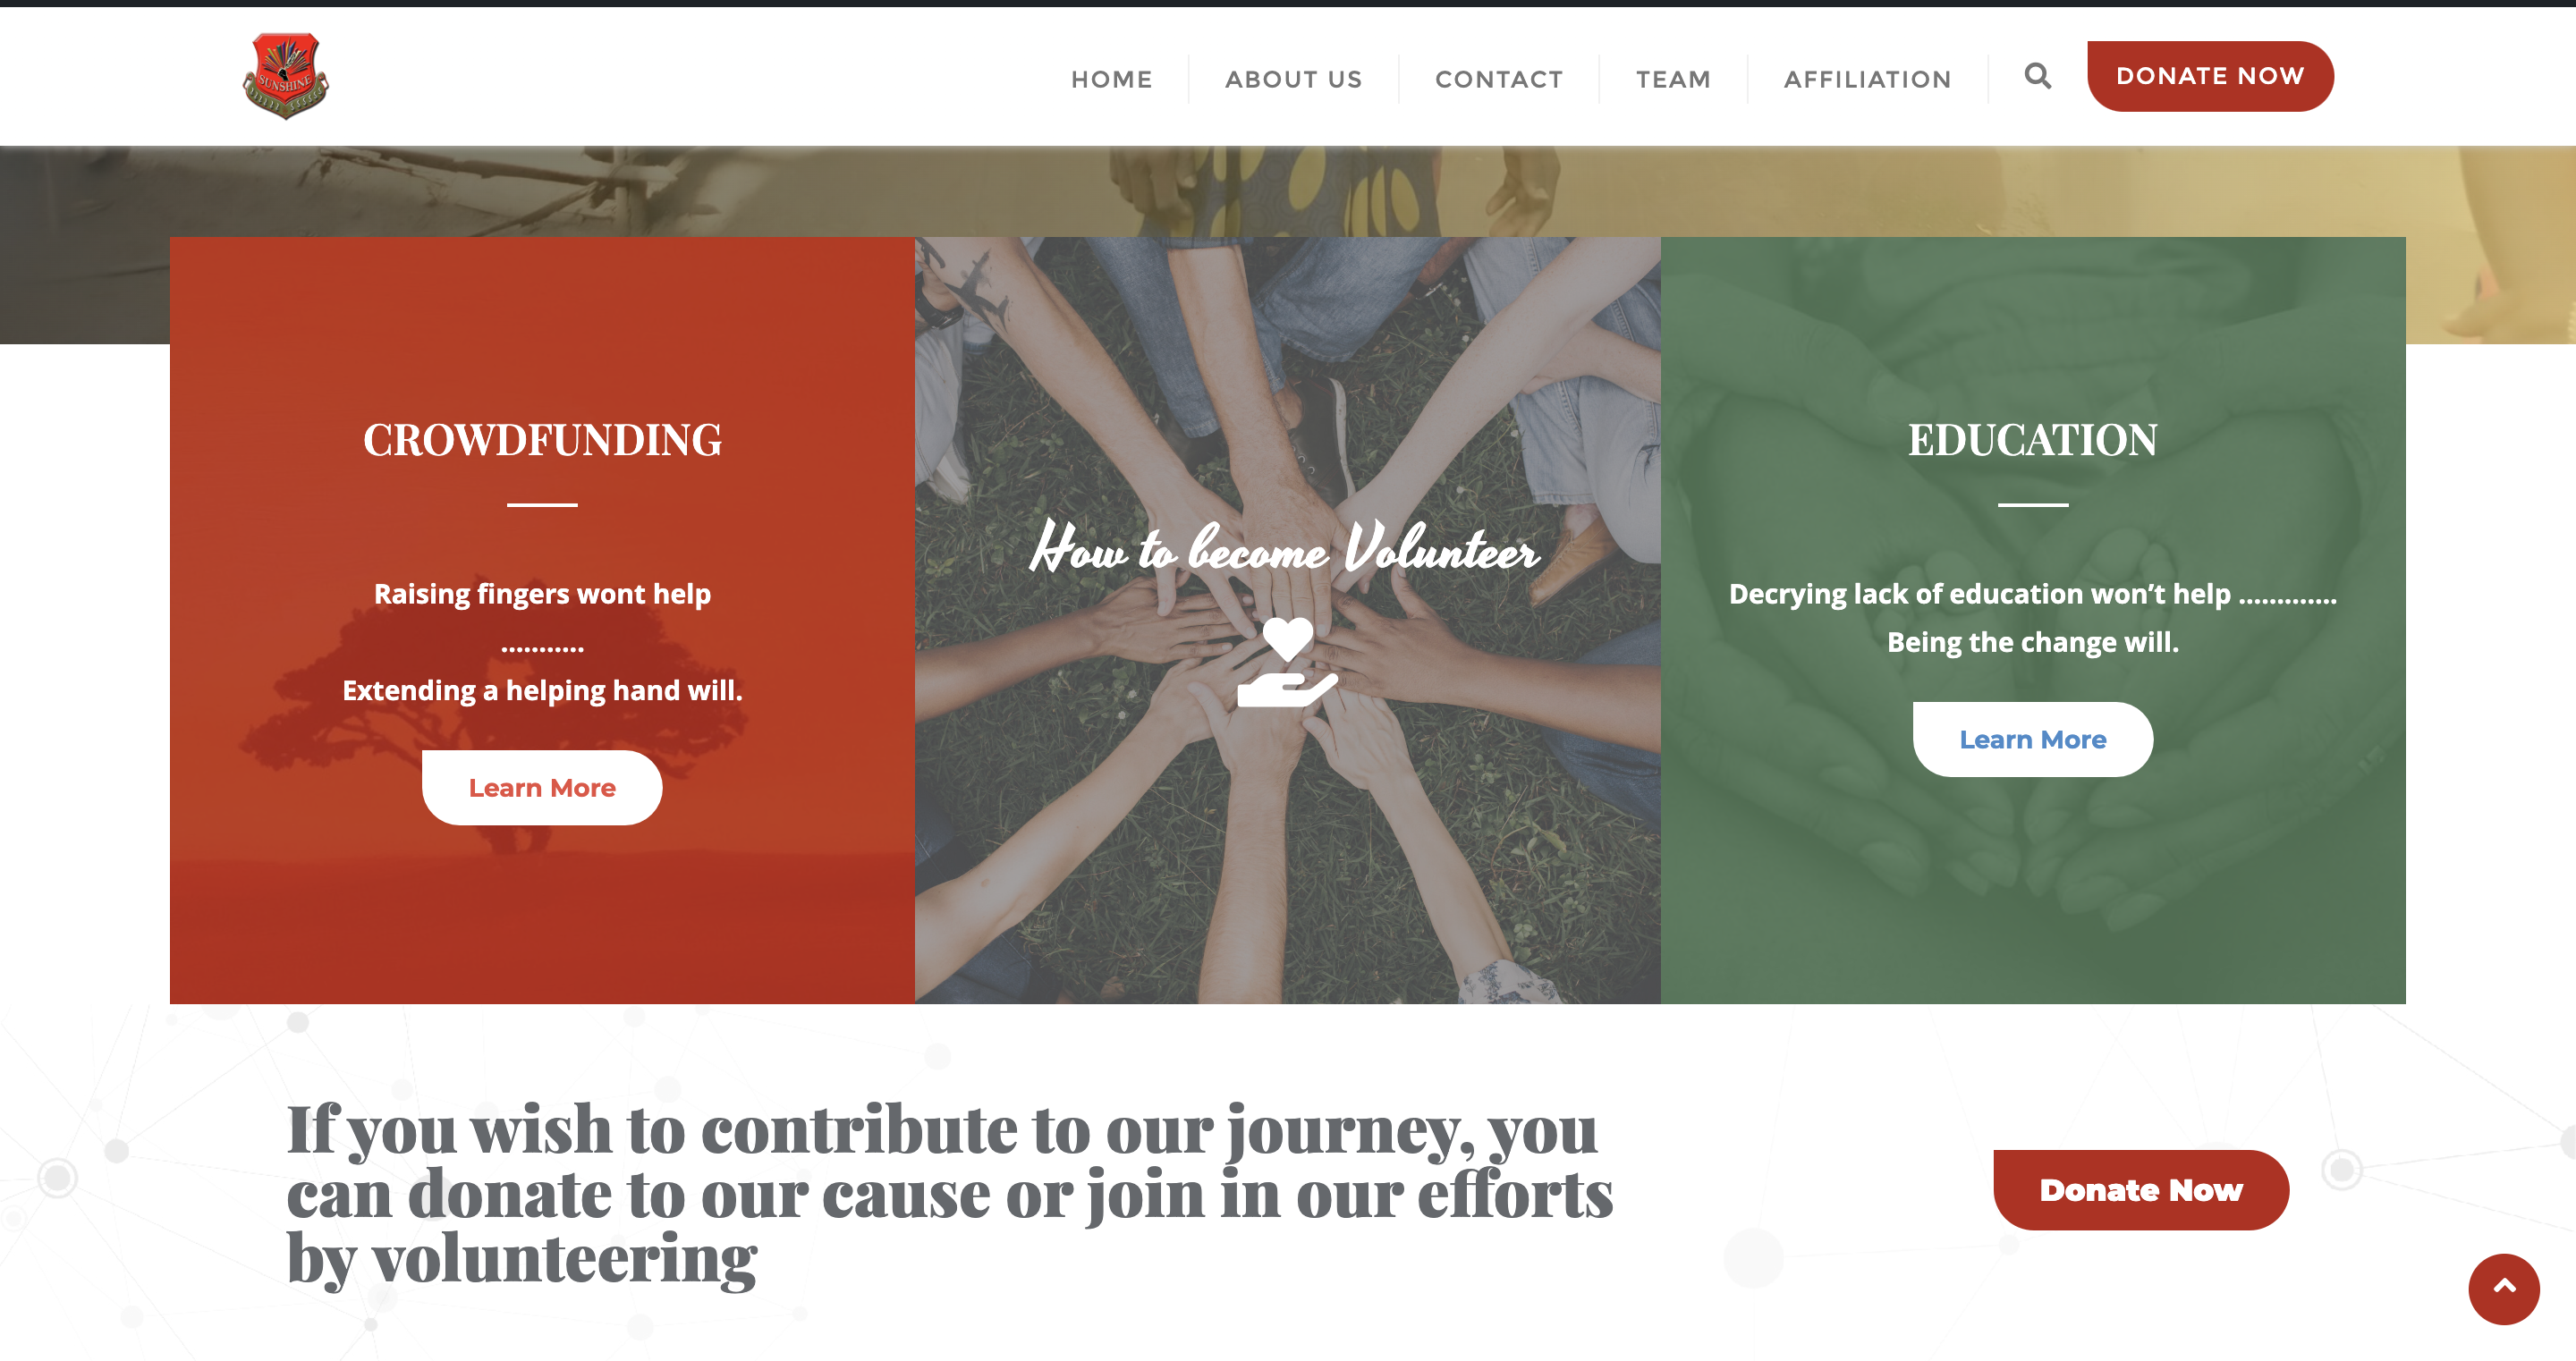 SUNSHINE
HOME
ABOUT US
CONTACT
TEAM
AFFILIATION
DONATE NOW
CROWDFUNDING
Raising fingers wont help
...........
Extending a helping hand will.
Learn More
How to become Volunteer
EDUCATION
Decrying lack of education won’t help .............
Being the change will.
Learn More
If you wish to contribute to our journey, you
can donate to our cause or join in our efforts
by volunteering
Donate Now